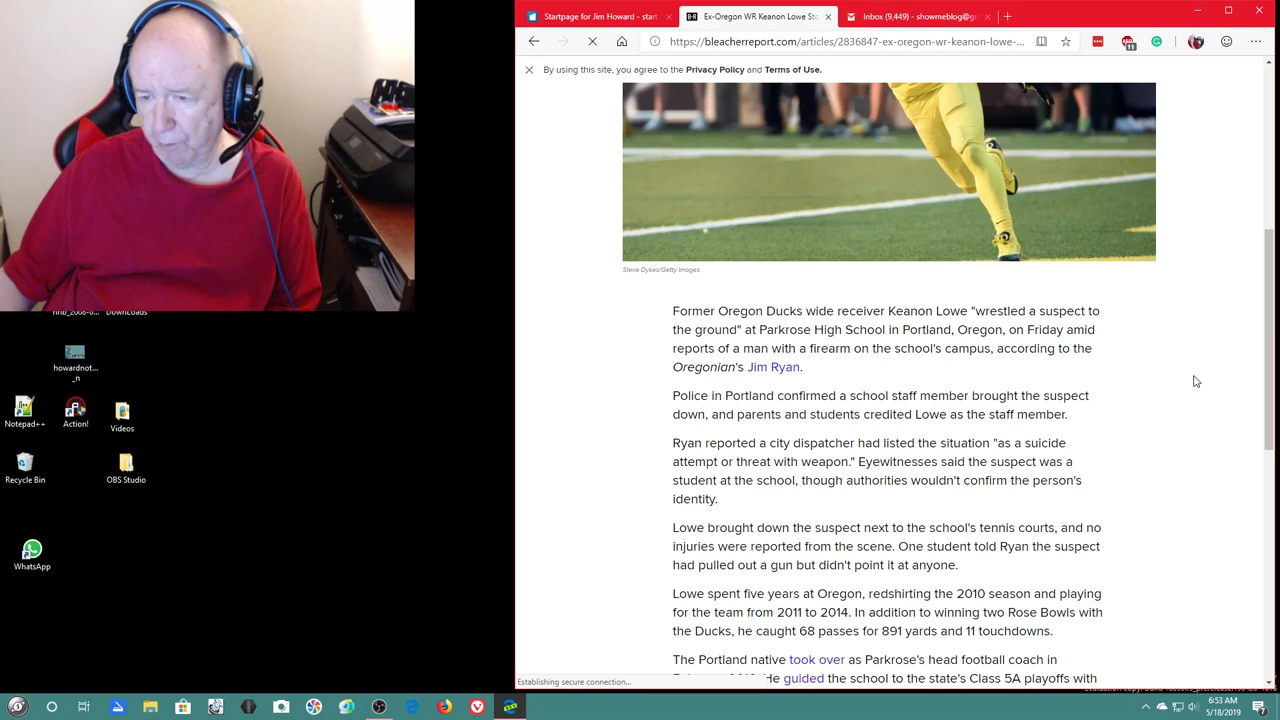 Startpage for Jim Howard - start
Ex-Oregon WR Keanon Lowe Sto
Inbox (9,449) - showmeblog@g
https://bleacherreport.com/articles/2836847-ex-oregon-wr-keanon-lowe-...
11
By using this site, you agree to the Privacy Policy and Terms of Use.
Steve Dykes/Getty Images
Former Oregon Ducks wide receiver Keanon Lowe "wrestled a suspect to
the ground" at Parkrose High School in Portland, Oregon, on Friday amid
reports of a man with a firearm on the school's campus, according to the
Oregonian's Jim Ryan.
Police in Portland confirmed a school staff member brought the suspect
down, and parents and students credited Lowe as the staff member.
Ryan reported a city dispatcher had listed the situation "as a suicide
attempt or threat with weapon." Eyewitnesses said the suspect was a
student at the school, though authorities wouldn't confirm the person's
identity.
Lowe brought down the suspect next to the school's tennis courts, and no
injuries were reported from the scene. One student told Ryan the suspect
had pulled out a gun but didn't point it at anyone.
Lowe spent five years at Oregon, redshirting the 2010 season and playing
for the team from 2011 to 2014. In addition to winning two Rose Bowls with
the Ducks, he caught 68 passes for 891 yards and 11 touchdowns.
The Portland native took over as Parkrose's head football coach in
He guided the school to the state's Class 5A playoffs with
Establishing secure connection...
DownLoads
howardnot...
_n
Notepad++
Action!
Videos
Recycle Bin
OBS Studio
WhatsApp
6:53 AM
5/18/2019
7